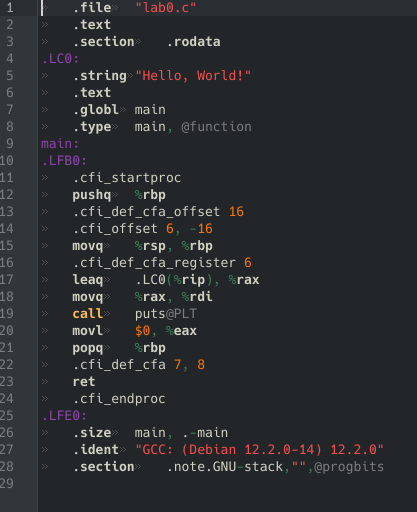 1 .file "lab0.c"
2 .text
3 .section .rodata
4 .LC0:
5 .string "Hello, World!"
6 .text
7 .globl main
8 .type main, @function
9 main:
10 .LFB0:
11 .cfi_startproc
12 pushq %rbp
13 .cfi_def_cfa_offset 16
14 .cfi_offset 6, -16
15 movq %rsp, %rbp
16 .cfi_def_cfa_register 6
17 leaq .LC0(%rip), %rax
18 movq %rax, %rdi
19 call puts@PLT
20 movl $0, %eax
21 popq %rbp
22 .cfi_def_cfa 7, 8
23 ret
24 .cfi_endproc
25 .LFE0:
26 .size main, .-main
27 .ident "GCC: (Debian 12.2.0-14) 12.2.0"
28 .section .note.GNU-stack,"",@progbits
29